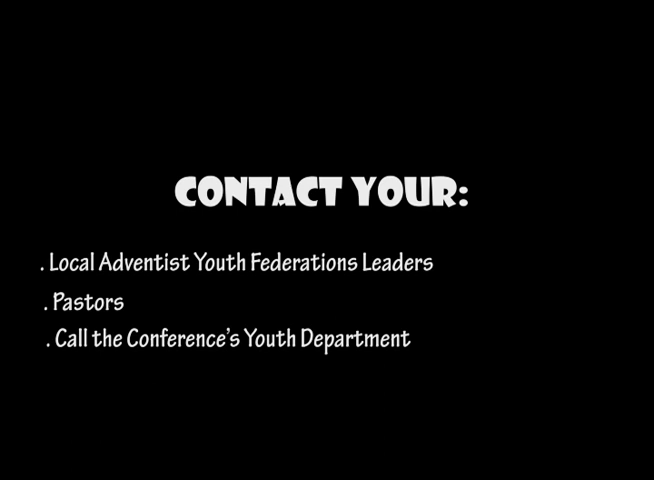 CONTACT YOUR:
. Local Adventist Youth Federations Leaders
. Pastors
. Call the Conference's Youth Department